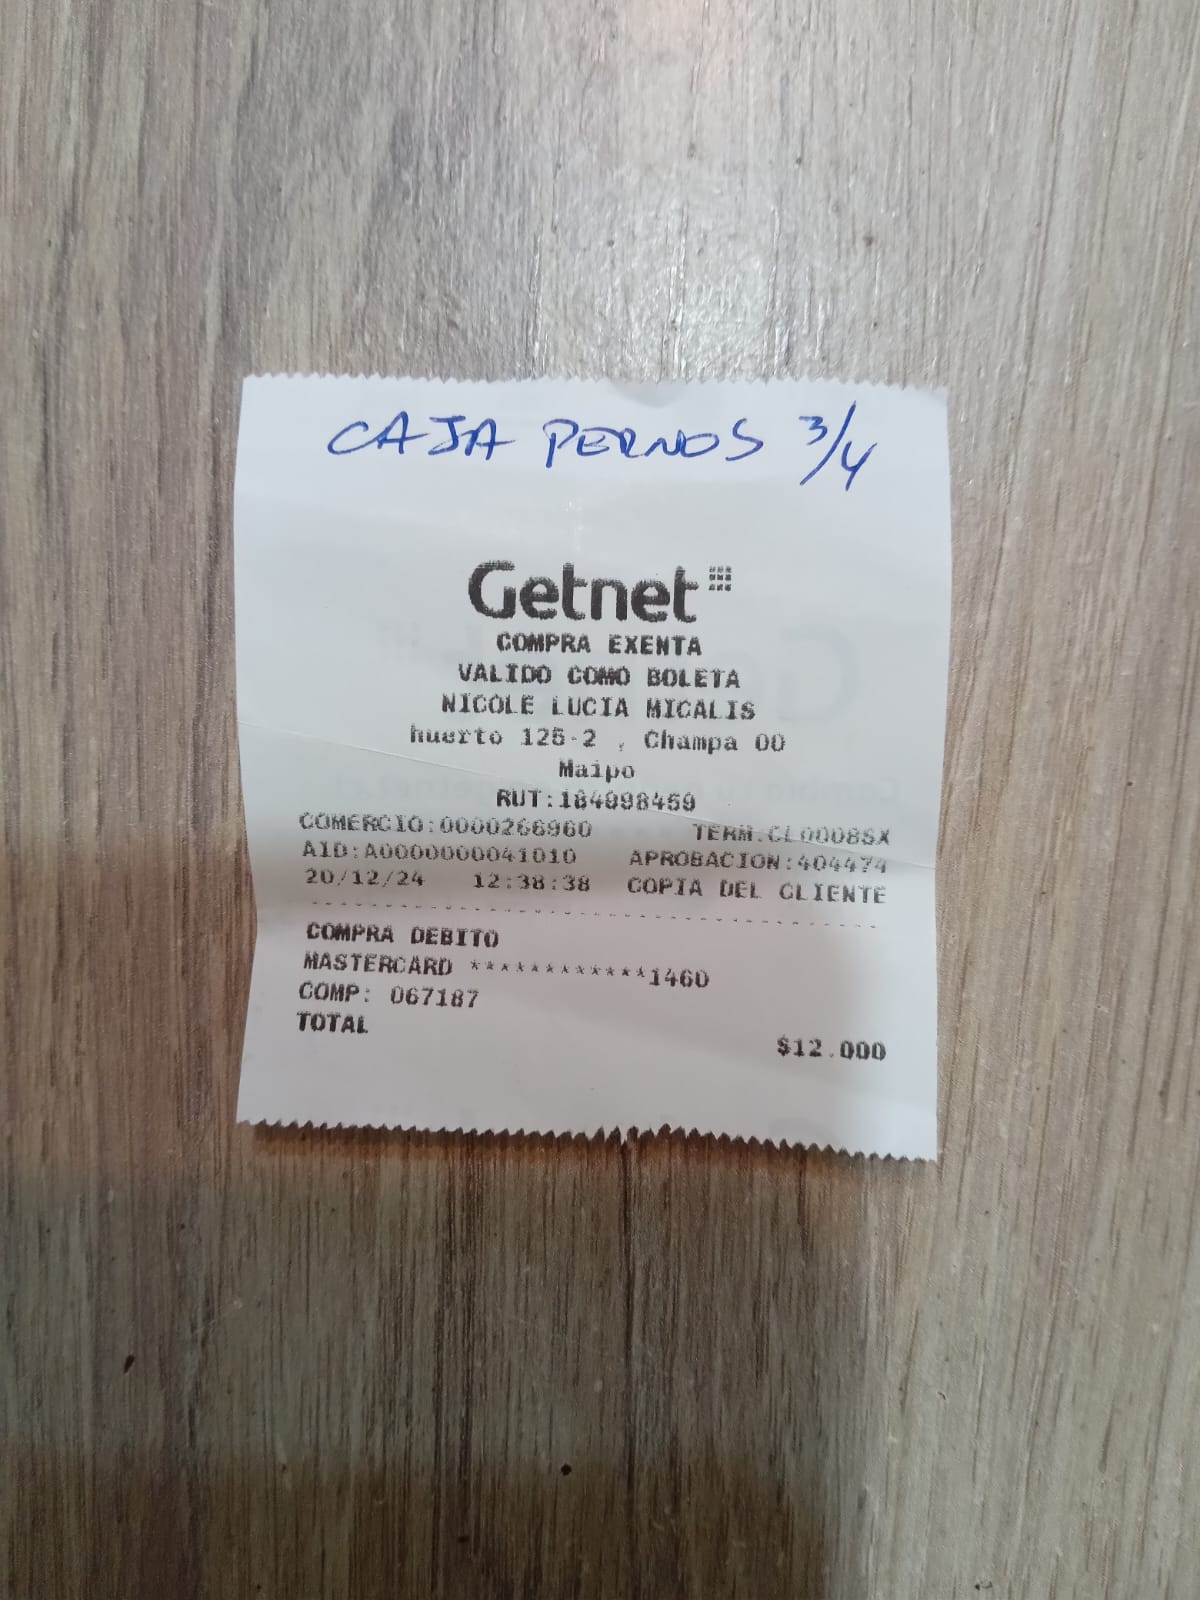 CAJA PERNOS 3/4
Getnet
COMPRA EXENTA
VALIDO COMO BOLETA
NICOLE LUCIA MICALIS
huerto 125-2 , Champa 00
Maipo
RUT:184098459
COMERCIO:0000266960 TERM:CL0008SX
AID:A0000000041010 APROBACION:404474
20/12/24 12:38:38 COPIA DEL CLIENTE
COMPRA DEBITO
MASTERCARD ************1460
COMP: 067187
TOTAL
$12.000